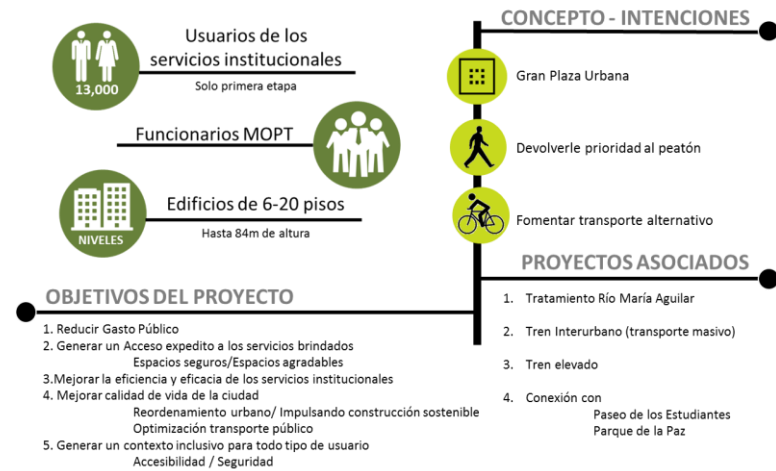 Usuarios de los
servicios institucionales
13,000
Solo primera etapa
Funcionarios MOPT
Edificios de 6-20 pisos
NIVELES
Hasta 84m de altura
CONCEPTO - INTENCIONES
Gran Plaza Urbana
Devolverle prioridad al peatón
Fomentar transporte alternativo
OBJETIVOS DEL PROYECTO
1. Reducir Gasto Público
2. Generar un Acceso expedito a los servicios brindados
Espacios seguros/Espacios agradables
3.Mejorar la eficiencia y eficacia de los servicios institucionales
4. Mejorar calidad de vida de la ciudad
Reordenamiento urbano/ Impulsando construcción sostenible
Optimización transporte público
5. Generar un contexto inclusivo para todo tipo de usuario
Accesibilidad / Seguridad
PROYECTOS ASOCIADOS
1. Tratamiento Río María Aguilar
2. Tren Interurbano (transporte masivo)
3. Tren elevado
4. Conexión con
Paseo de los Estudiantes
Parque de la Paz